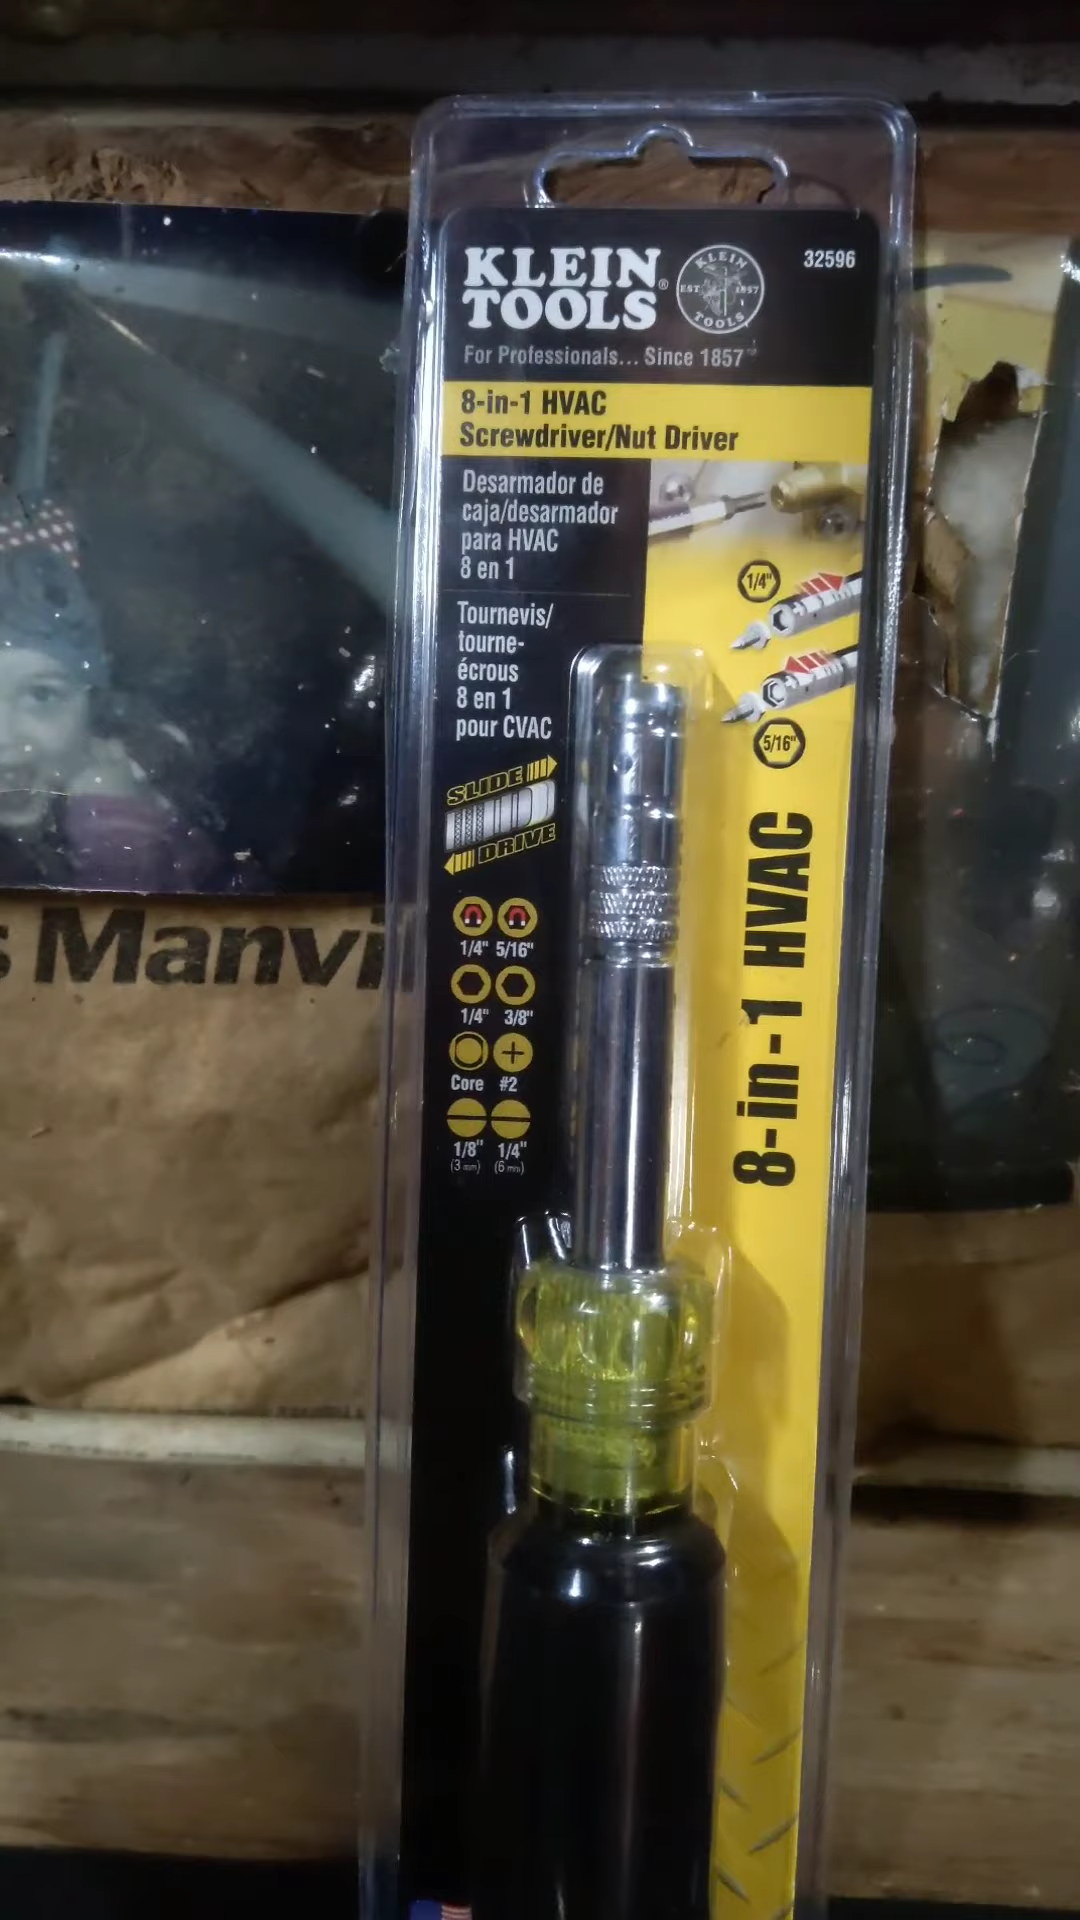 KLEIN
TOOLS®
KLEIN
EST. 1857
TOOLS
32596
For Professionals... Since 1857™
8-in-1 HVAC
Screwdriver/Nut Driver
Desarmador de
caja/desarmador
para HVAC
8 en 1
Tournevis/
tourne-
écrous
8 en 1
pour CVAC
1/4"
5/16"
SLIDE
DRIVE
1/4" 5/16"
1/4" 3/8"
Core #2
1/8" 1/4"
(3 mm) (6 mm)
8-in-1 HVAC
s Manvil